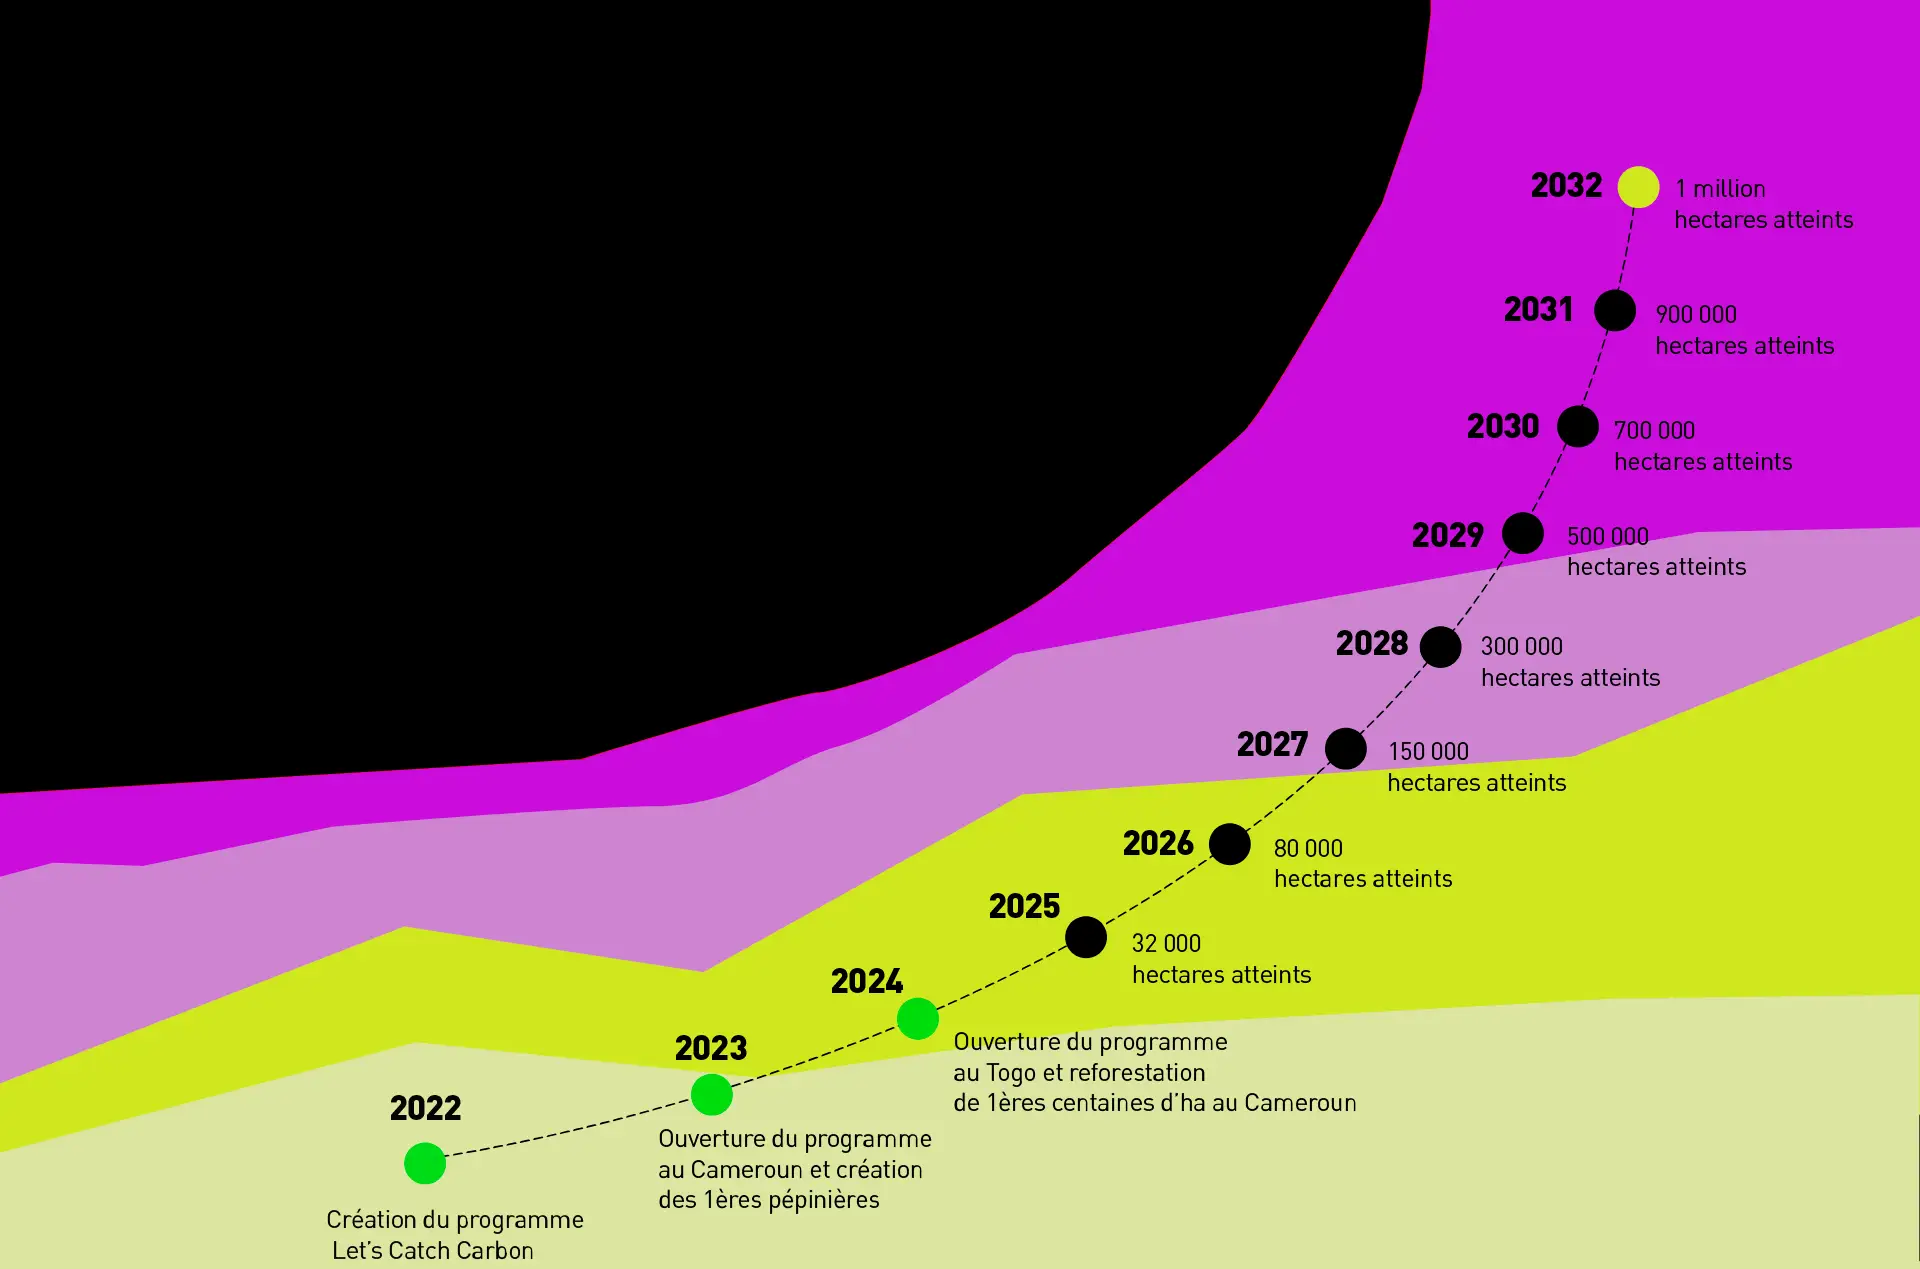 2032
1 million
hectares atteints
2031
900 000
hectares atteints
2030
700 000
hectares atteints
2029
500 000
hectares atteints
2028
300 000
hectares atteints
2027
150 000
hectares atteints
2026
80 000
hectares atteints
2025
32 000
hectares atteints
2024
Ouverture du programme
au Togo et reforestation
de 1ères centaines d’ha au Cameroun
2023
Ouverture du programme
au Cameroun et création
des 1ères pépinières
2022
Création du programme
Let’s Catch Carbon